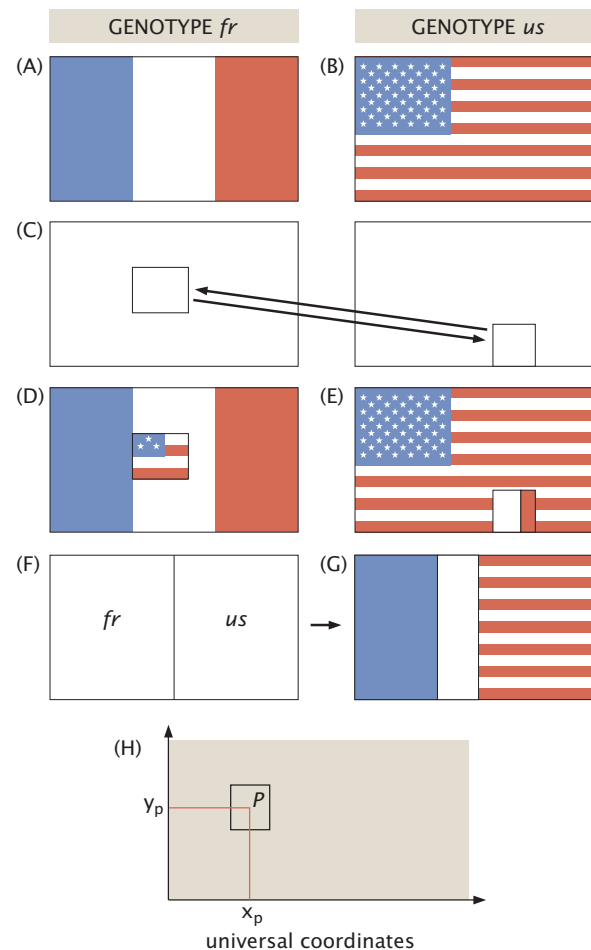 GENOTYPE fr
GENOTYPE us
(A)
(B)
(C)
(D)
(E)
(F)
fr
us
(G)
(H)
P
yp
xp
universal coordinates